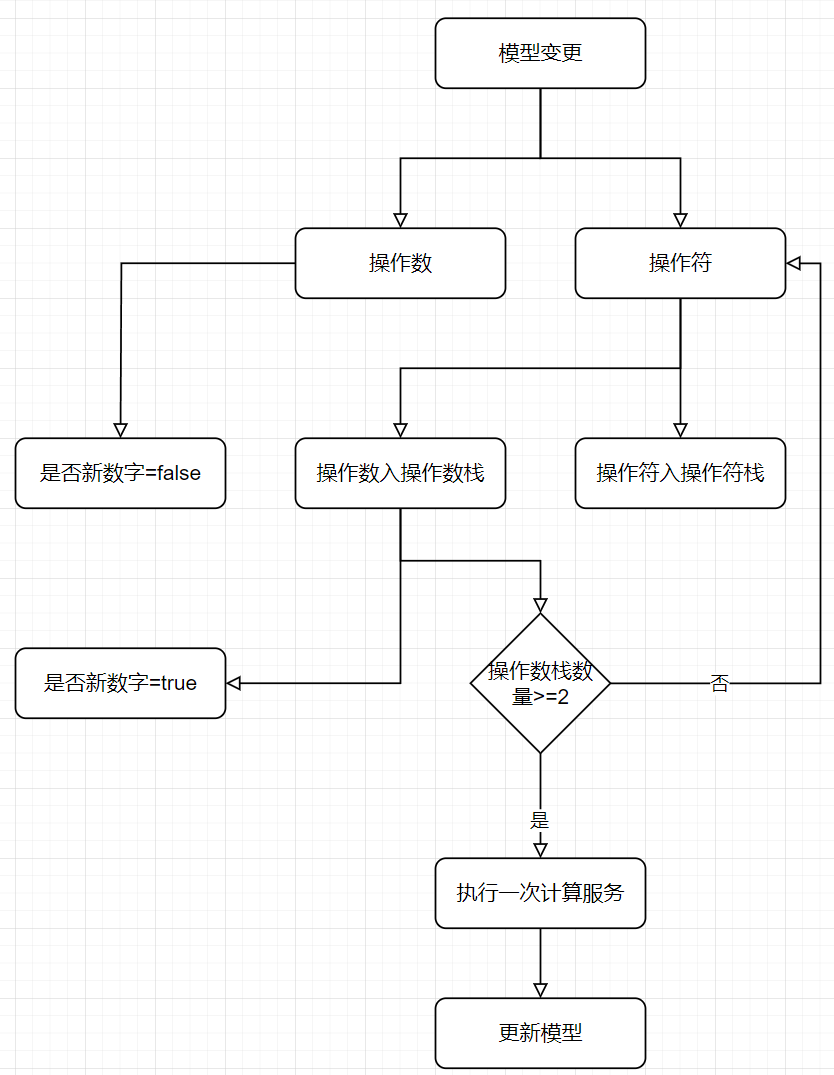 模型变更
操作数
操作符
是否新数字=false
操作数入操作数栈
操作符入操作符栈
是否新数字=true
操作数栈数
量>=2
否
是
执行一次计算服务
更新模型